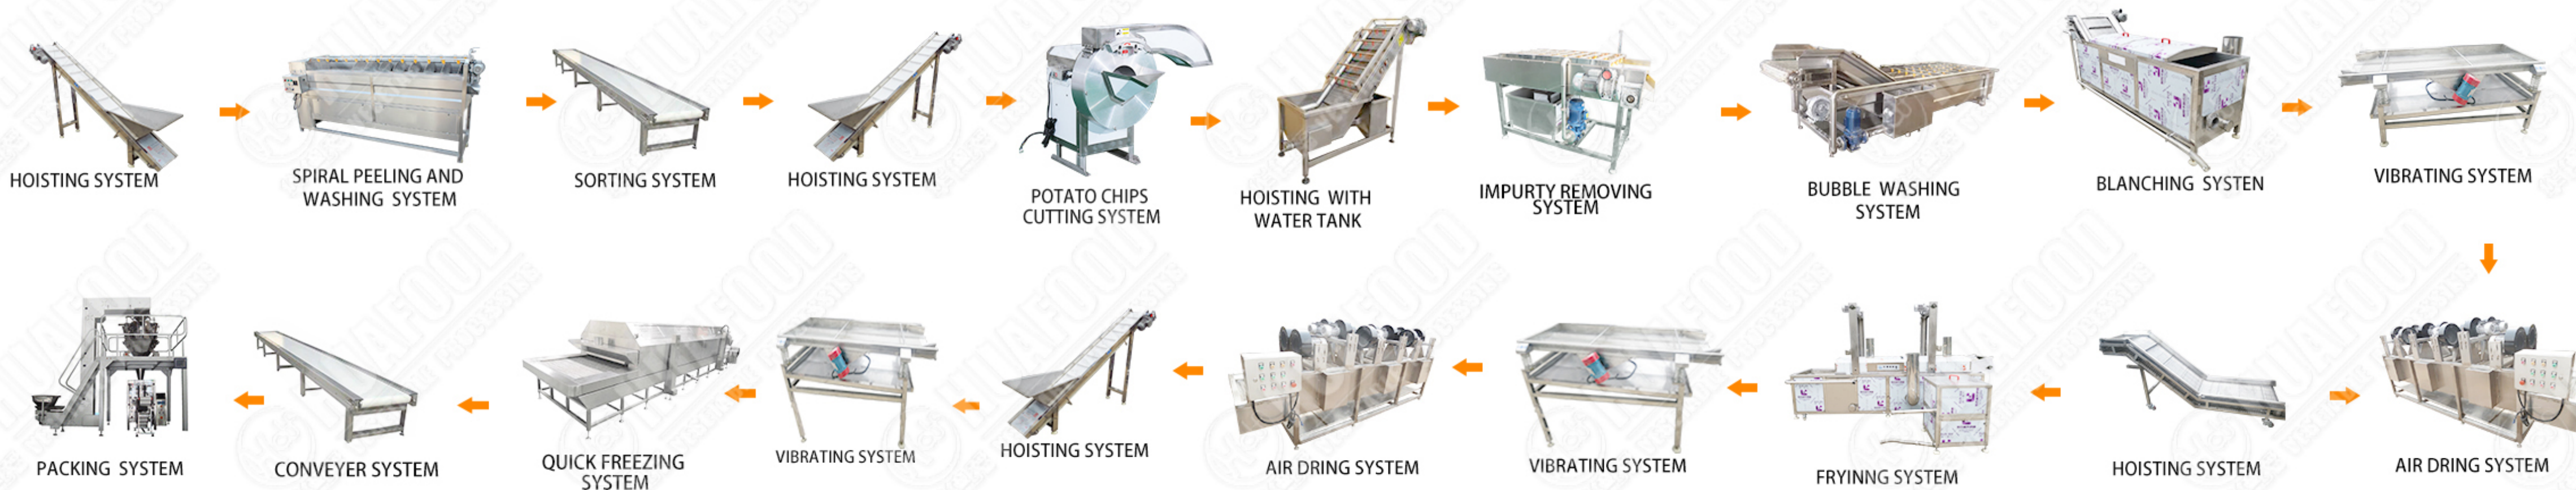 HOISTING SYSTEM
SPIRAL PEELING AND
WASHING SYSTEM
SORTING SYSTEM
HOISTING SYSTEM
POTATO CHIPS
CUTTING SYSTEM
HOISTING WITH
WATER TANK
IMPURTY REMOVING
SYSTEM
BUBBLE WASHING
SYSTEM
BLANCHING SYSTEN
VIBRATING SYSTEM
PACKING SYSTEM
CONVEYER SYSTEM
QUICK FREEZING
SYSTEM
VIBRATING SYSTEM
HOISTING SYSTEM
AIR DRING SYSTEM
VIBRATING SYSTEM
FRYINNG SYSTEM
HOISTING SYSTEM
AIR DRING SYSTEM